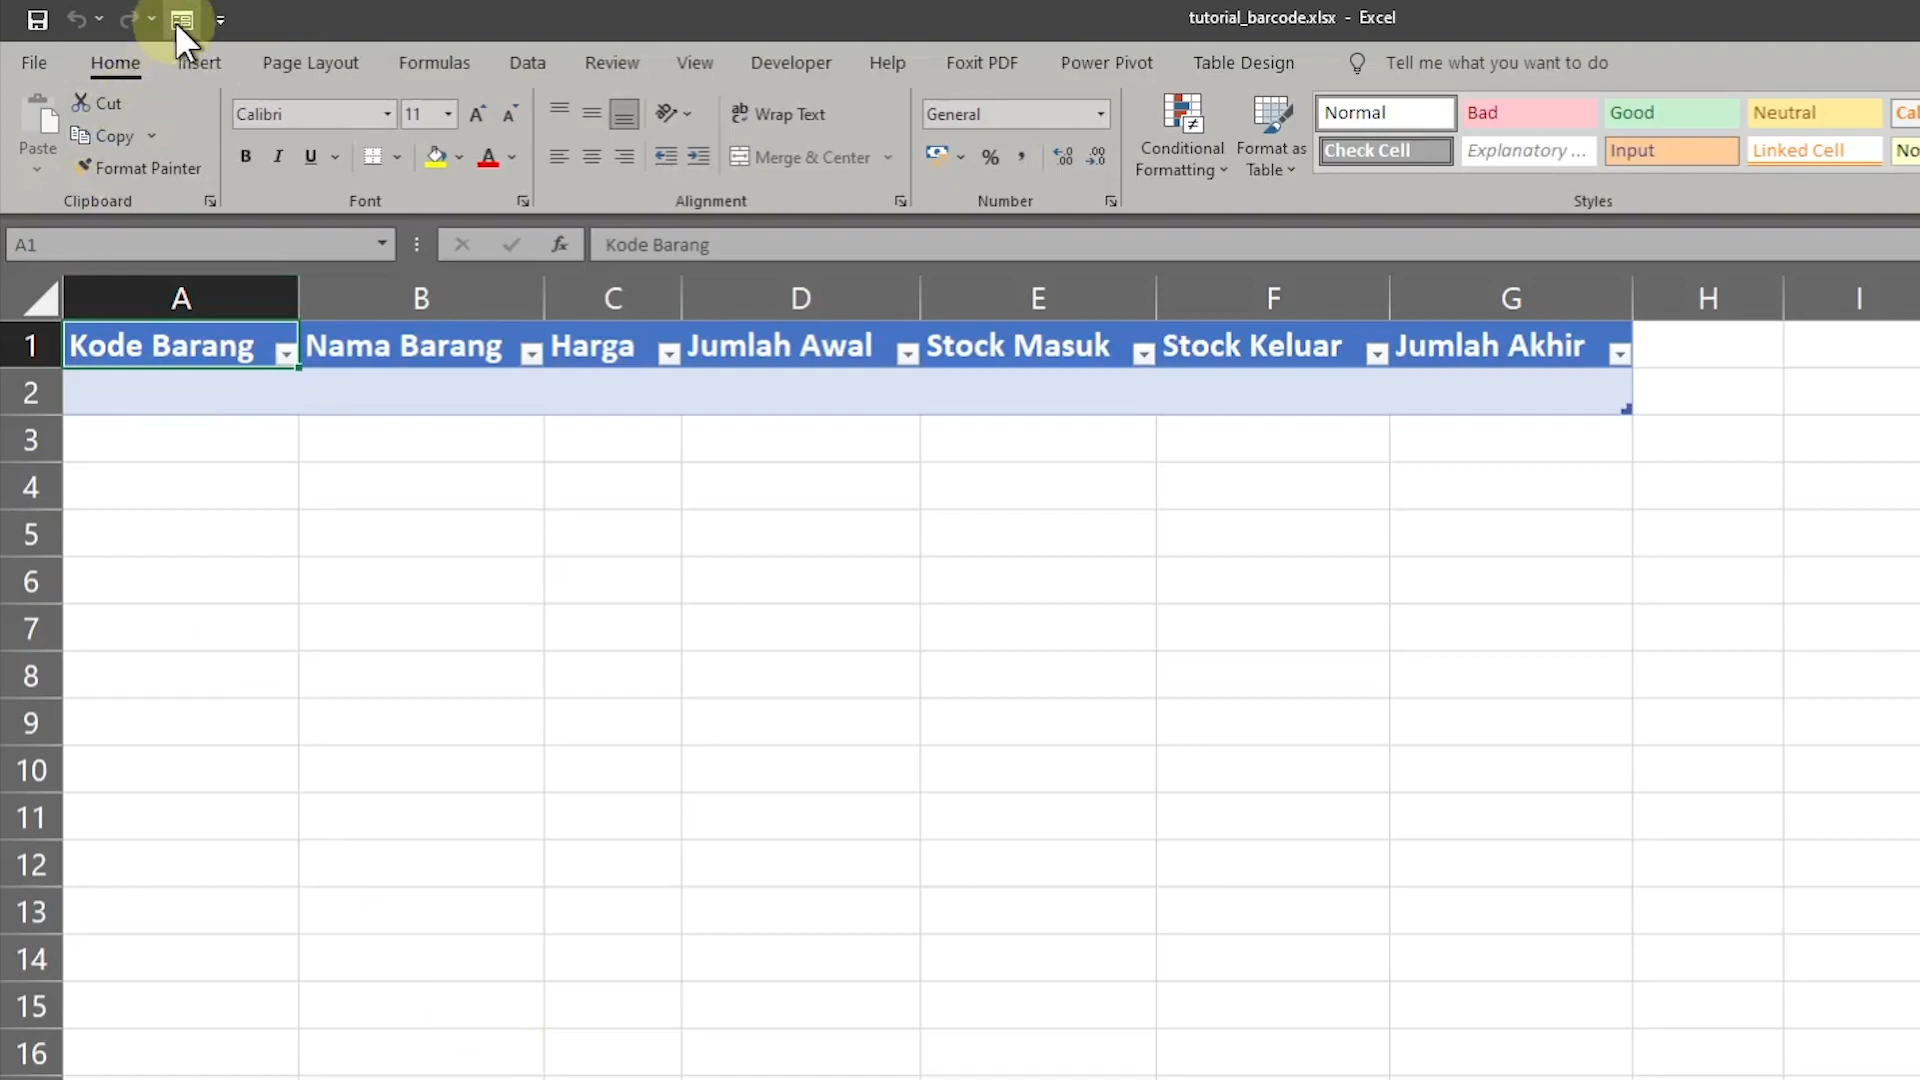 tutorial_barcode.xlsx - Excel
File Home Insert Page Layout Formulas Data Review View Developer Help Foxit PDF Power Pivot Table Design Tell me what you want to do
Paste
Cut
Copy
Format Painter
Clipboard
Calibri 11
B I U
Font
Wrap Text
Merge & Center
Alignment
General
Number
Conditional Formatting
Format as Table
Normal Bad Good Neutral
Check Cell Explanatory ... Input Linked Cell
Styles
A1 fx Kode Barang
A B C D E F G H I
1 Kode Barang Nama Barang Harga Jumlah Awal Stock Masuk Stock Keluar Jumlah Akhir
2
3
4
5
6
7
8
9
10
11
12
13
14
15
16